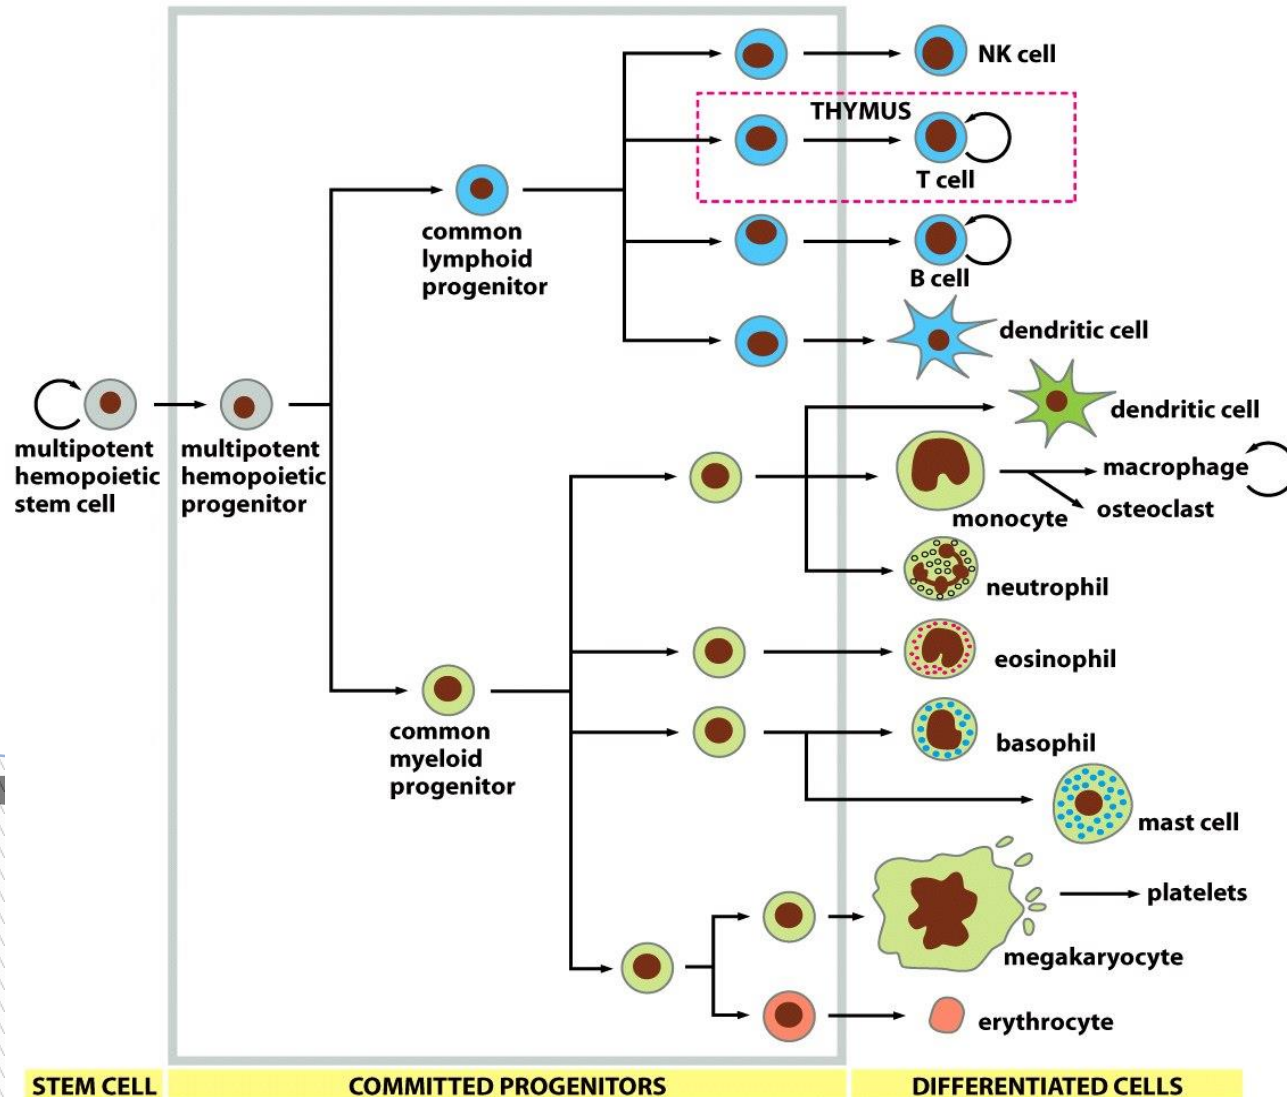 NK cell
THYMUS
T cell
common
lymphoid
progenitor
B cell
dendritic cell
dendritic cell
multipotent
hemopoietic
stem cell
multipotent
hemopoietic
progenitor
macrophage
osteoclast
monocyte
neutrophil
eosinophil
common
myeloid
progenitor
basophil
mast cell
platelets
megakaryocyte
erythrocyte
STEM CELL
COMMITTED PROGENITORS
DIFFERENTIATED CELLS